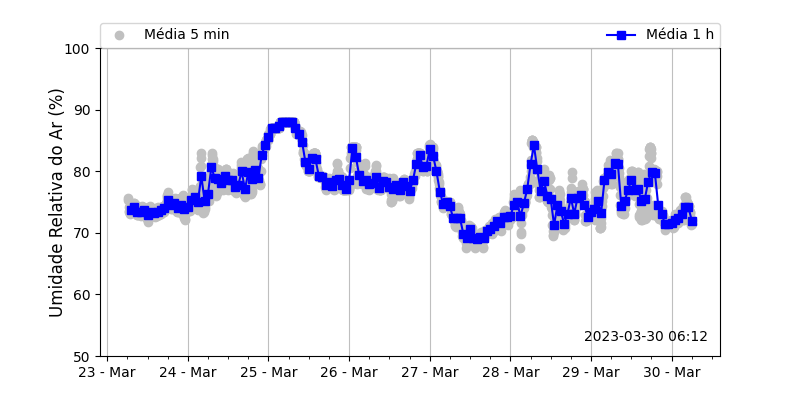 Média 5 min
Média 1 h
100
90
80
70
60
50
Umidade Relativa do Ar (%)
2023-03-30 06:12
23 - Mar
24 - Mar
25 - Mar
26 - Mar
27 - Mar
28 - Mar
29 - Mar
30 - Mar